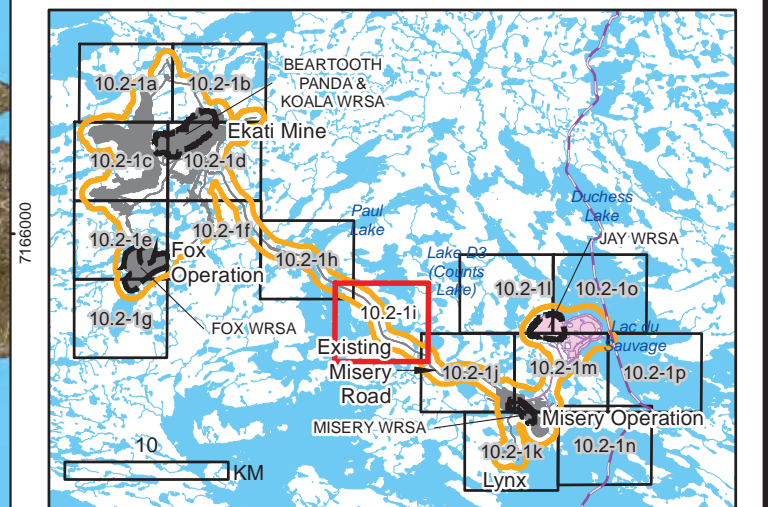 BEARTOOTH
PANDA &
KOALA WRSA
10.2-1a
10.2-1b
Ekati Mine
10.2-1c
10.2-1d
Duchess
Lake
Paul
Lake
7166000
10.2-1e
10.2-1f
JAY WRSA
Fox
Operation
10.2-1h
Lake D3
(Counts
Lake)
10.2-1l
10.2-1o
10.2-1g
FOX WRSA
10.2-1i
Lac du
Sauvage
Existing
Misery
Road
10.2-1j
10.2-1m
10.2-1p
MISERY WRSA
Misery Operation
10.2-1k
10.2-1n
Lynx
10
KM